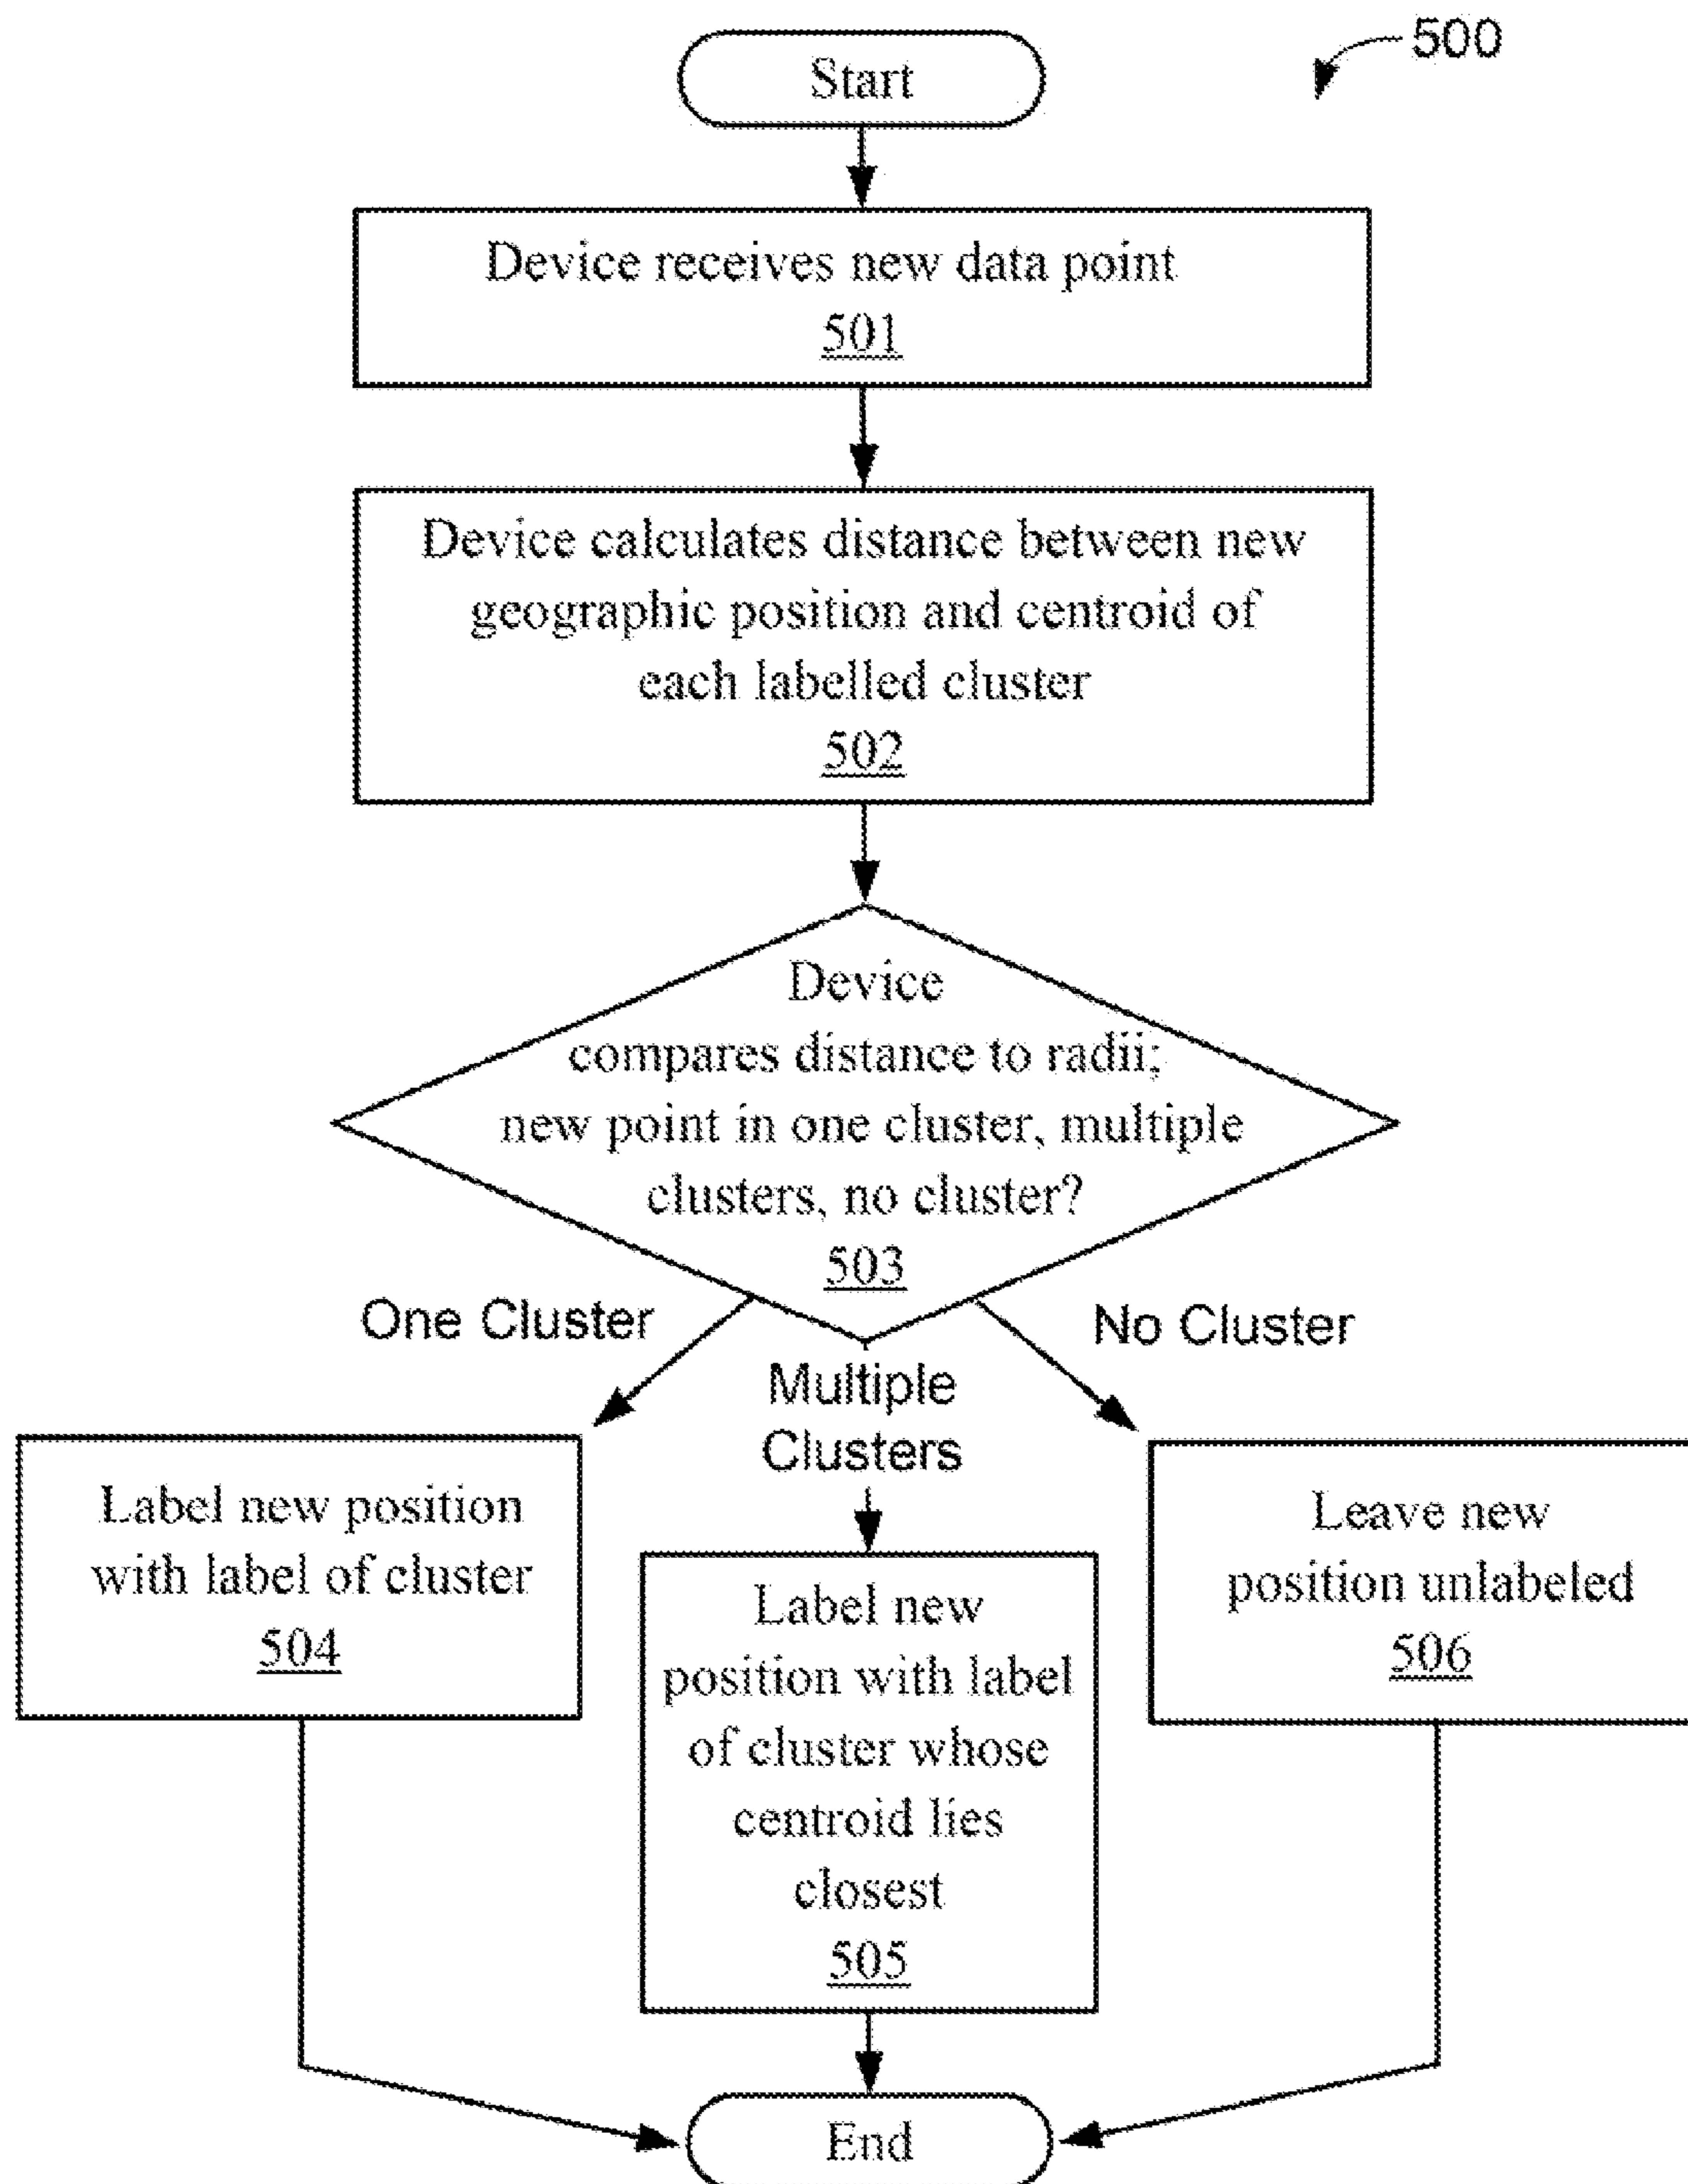 500
Start
Device receives new data point
501
Device calculates distance between new
geographic position and centroid of
each labelled cluster
502
Device
compares distance to radii;
new point in one cluster, multiple
clusters, no cluster?
503
One Cluster
No Cluster
Multiple
Clusters
Label new position
with label of cluster
504
Label new
position with label
of cluster whose
centroid lies
closest
505
Leave new
position unlabeled
506
End